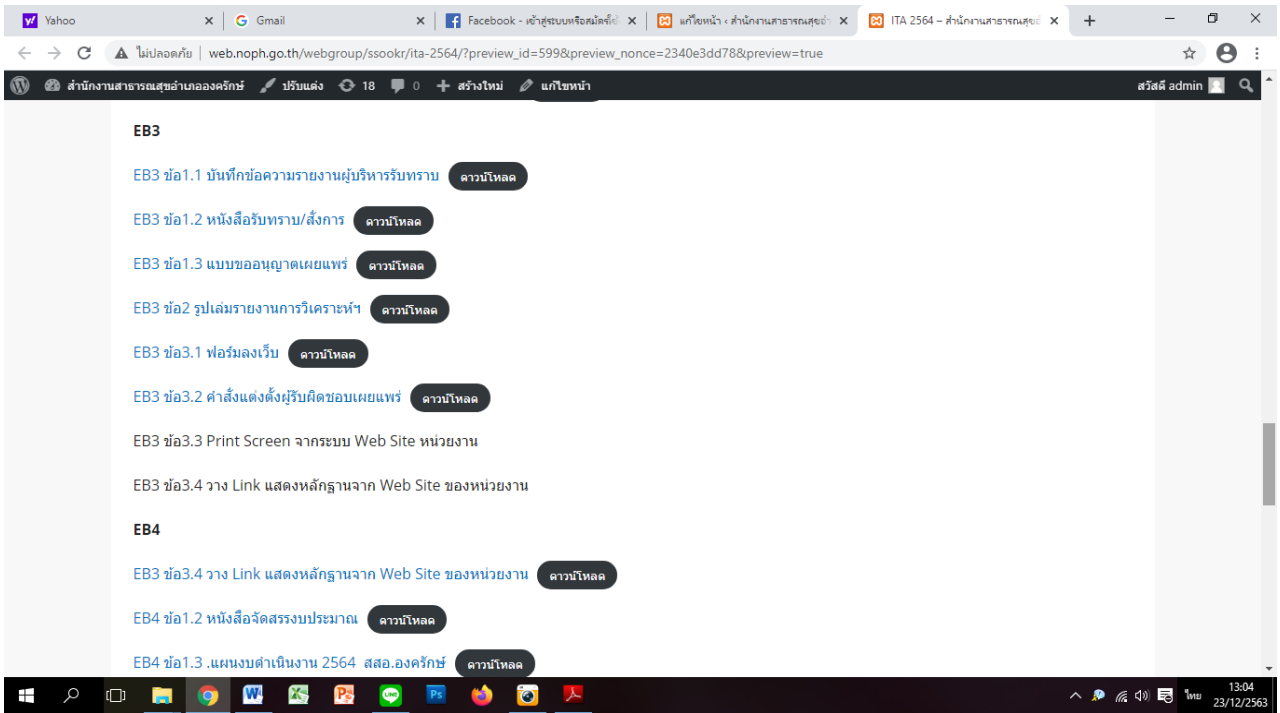 Yahoo
Gmail
Facebook - เข้าสู่ระบบหรือสมัครใช้
แก้ไขหน้า ‹ สำนักงานสาธารณสุขอำ
ITA 2564 – สำนักงานสาธารณสุขอำ
ไม่ปลอดภัย | web.noph.go.th/webgroup/ssookr/ita-2564/?preview_id=599&preview_nonce=2340e3dd78&preview=true
สำนักงานสาธารณสุขอำเภอองครักษ์ ปรับแต่ง 18 0 สร้างใหม่ แก้ไขหน้า สวัสดี admin
EB3
EB3 ข้อ1.1 บันทึกข้อความรายงานผู้บริหารรับทราบ ดาวน์โหลด
EB3 ข้อ1.2 หนังสือรับทราบ/สั่งการ ดาวน์โหลด
EB3 ข้อ1.3 แบบขออนุญาตเผยแพร่ ดาวน์โหลด
EB3 ข้อ2 รูปเล่มรายงานการวิเคราะห์ฯ ดาวน์โหลด
EB3 ข้อ3.1 ฟอร์มลงเว็บ ดาวน์โหลด
EB3 ข้อ3.2 คำสั่งแต่งตั้งผู้รับผิดชอบเผยแพร่ ดาวน์โหลด
EB3 ข้อ3.3 Print Screen จากระบบ Web Site หน่วยงาน
EB3 ข้อ3.4 วาง Link แสดงหลักฐานจาก Web Site ของหน่วยงาน
EB4
EB3 ข้อ3.4 วาง Link แสดงหลักฐานจาก Web Site ของหน่วยงาน ดาวน์โหลด
EB4 ข้อ1.2 หนังสือจัดสรรงบประมาณ ดาวน์โหลด
EB4 ข้อ1.3 .แผนงบดำเนินงาน 2564 สสอ.องครักษ์ ดาวน์โหลด
ไทย
13:04
23/12/2563